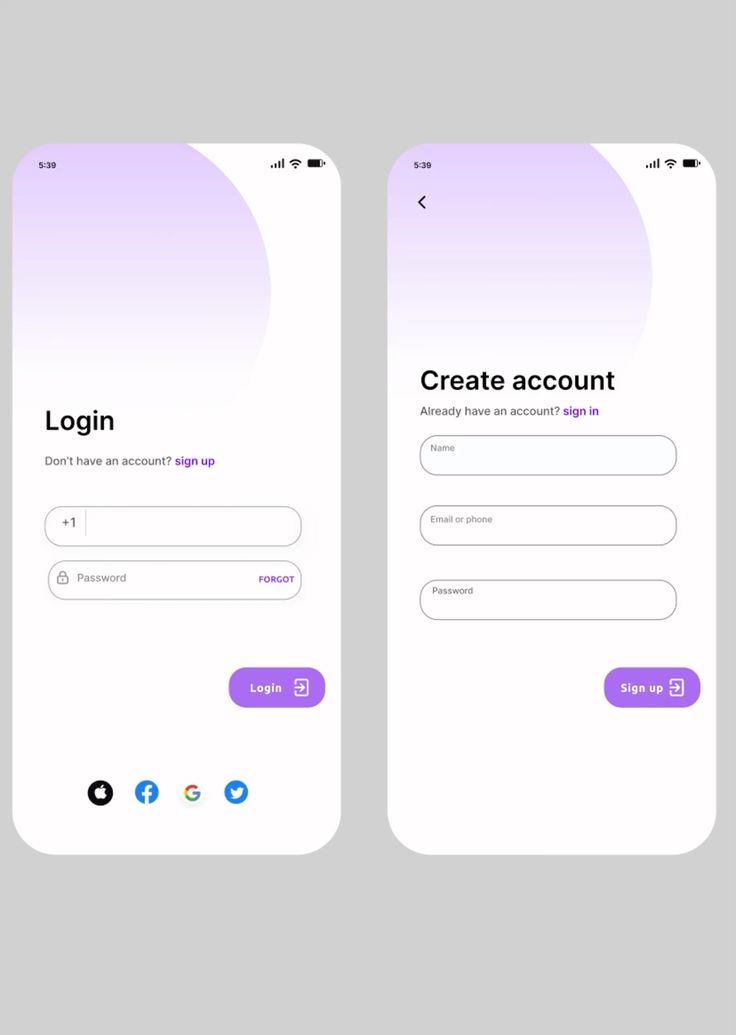 5:39
Login
Don't have an account? sign up
+1
Password FORGOT
Login
5:39
Create account
Already have an account? sign in
Name
Email or phone
Password
Sign up